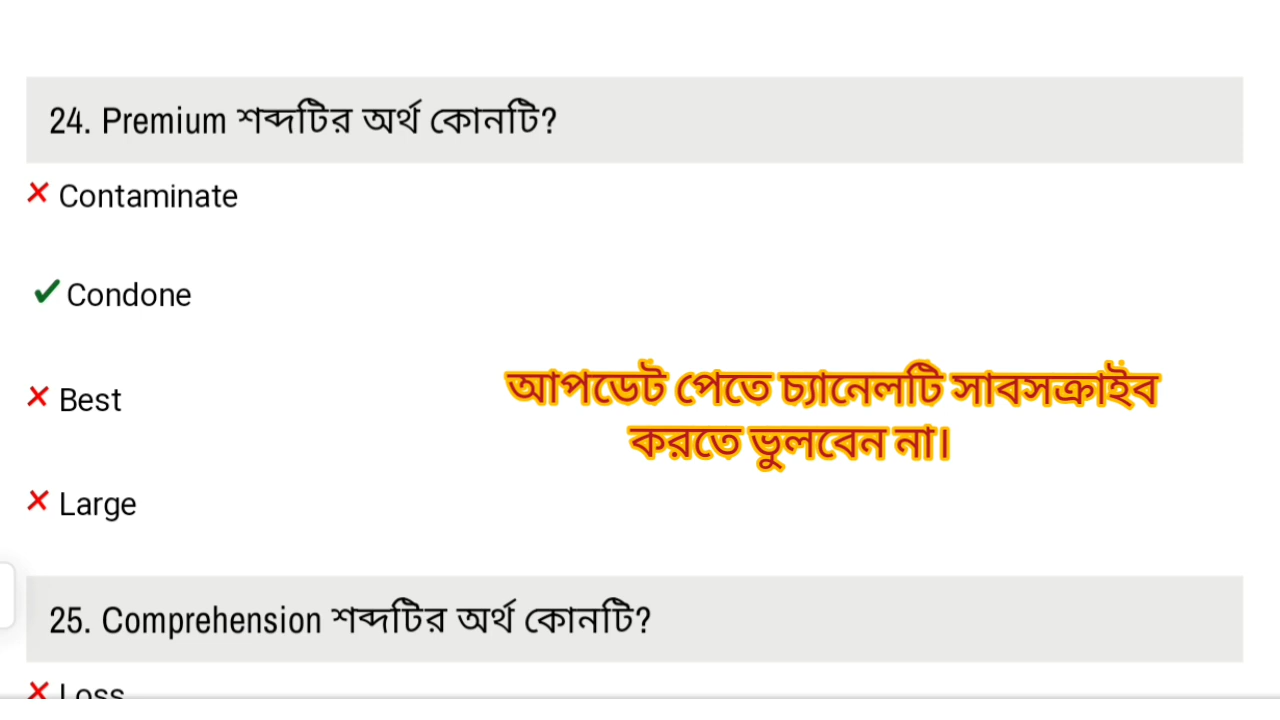 24. Premium শব্দটির অর্থ কোনটি?
Contaminate
Condone
Best
আপডেট পেতে চ্যানেলটি সাবসক্রাইব
করতে ভুলবেন না।
Large
25. Comprehension শব্দটির অর্থ কোনটি?
Loss